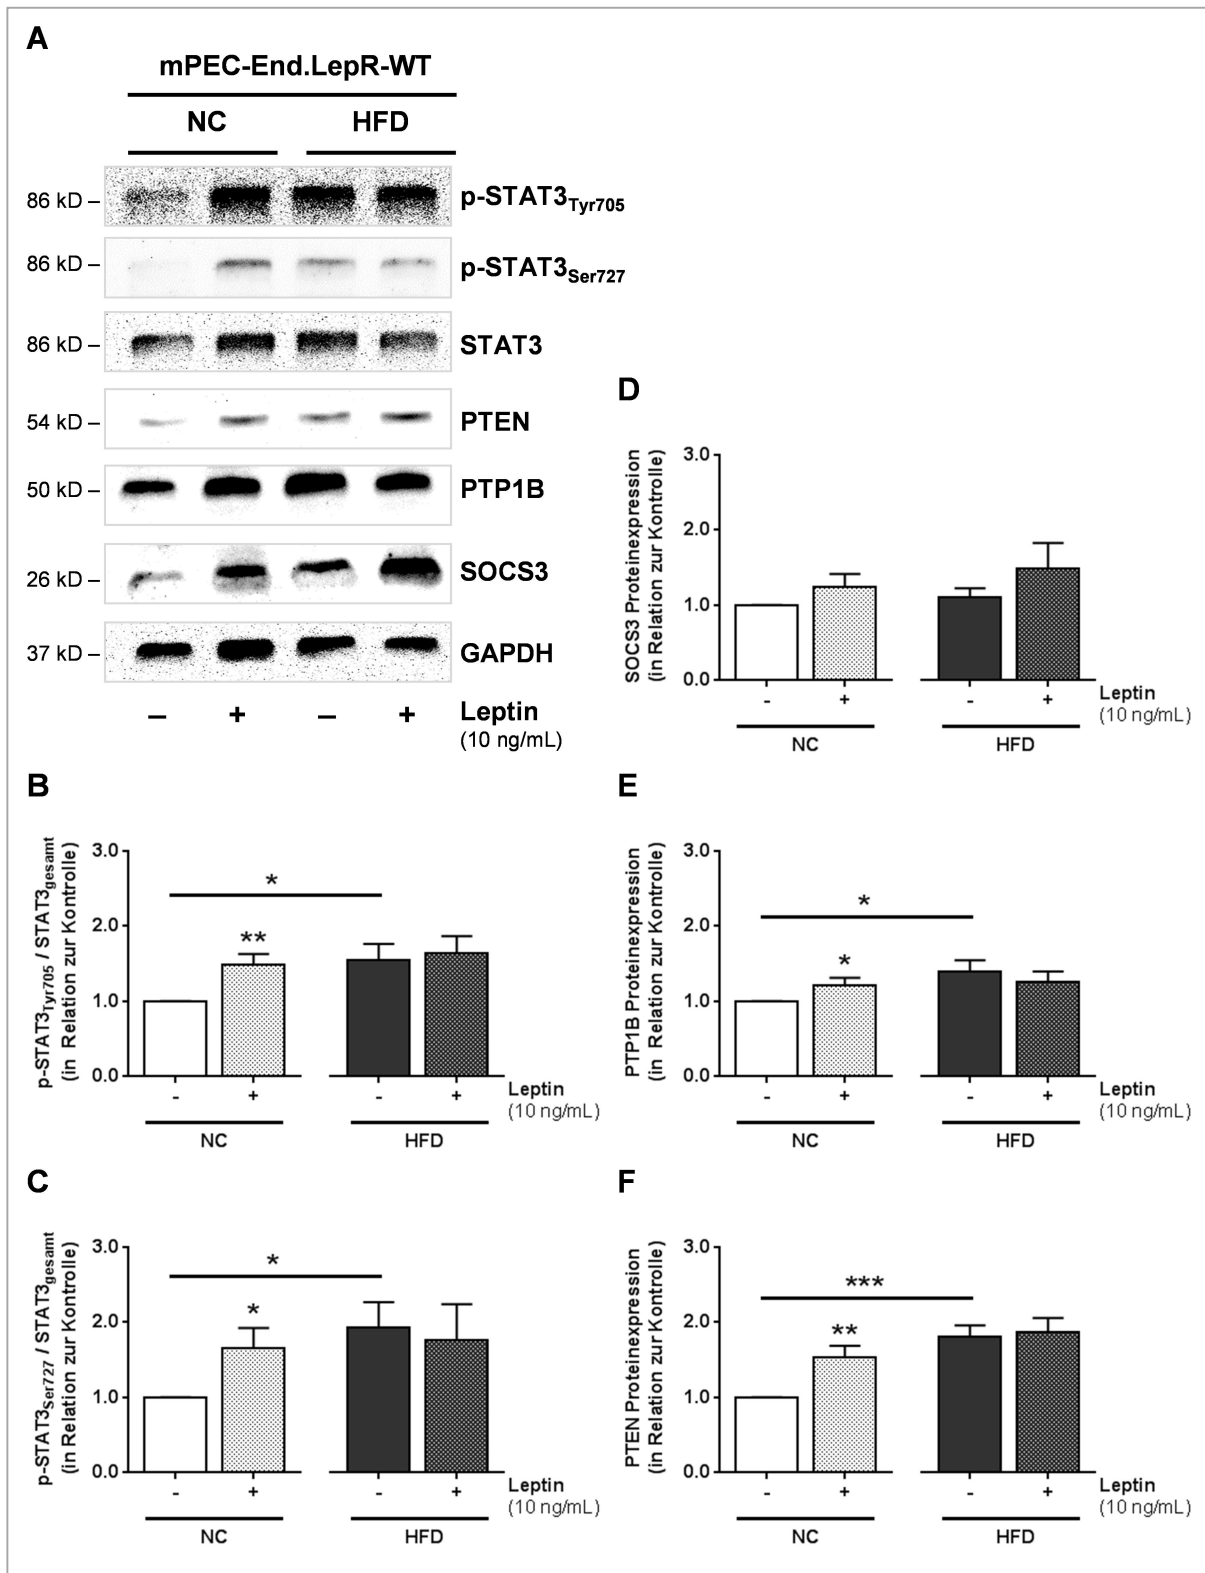 A
mPEC-End.LepR-WT
NC HFD
86 kD – p-STAT3Tyr705
86 kD – p-STAT3Ser727
86 kD – STAT3
54 kD – PTEN
50 kD – PTP1B
26 kD – SOCS3
37 kD – GAPDH
– + – + Leptin
(10 ng/mL)
D
SOCS3 Proteinexpression
(in Relation zur Kontrolle)
3.0
2.0
1.0
0.0
- + - + Leptin
(10 ng/mL)
NC HFD
B
p-STAT3Tyr705 / STAT3gesamt
(in Relation zur Kontrolle)
3.0
2.0
1.0
0.0
*
**
- + - + Leptin
(10 ng/mL)
NC HFD
E
PTP1B Proteinexpression
(in Relation zur Kontrolle)
3.0
2.0
1.0
0.0
*
*
- + - + Leptin
(10 ng/mL)
NC HFD
C
p-STAT3Ser727 / STAT3gesamt
(in Relation zur Kontrolle)
3.0
2.0
1.0
0.0
*
*
- + - + Leptin
(10 ng/mL)
NC HFD
F
PTEN Proteinexpression
(in Relation zur Kontrolle)
3.0
2.0
1.0
0.0
***
**
- + - + Leptin
(10 ng/mL)
NC HFD